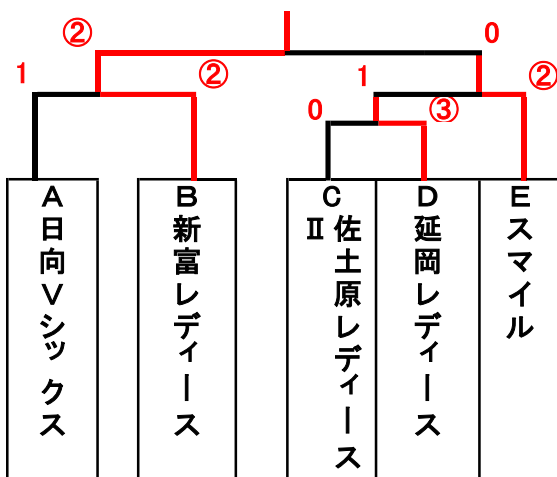 ② 0
1 ② 1 ②
0 ③
A日向Vシックス
B新富レディース
C佐土原レディース
Ⅱ
D延岡レディース
Eスマイル